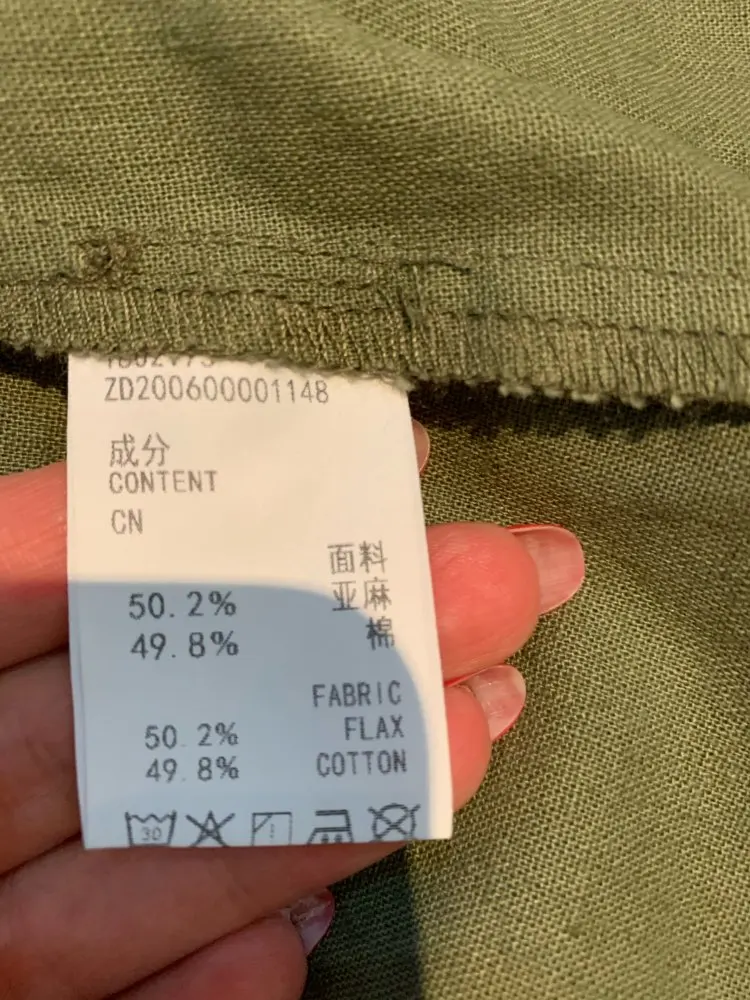 ZD200600001148
成分
CONTENT
CN
面料
50.2% 亚麻
49.8% 棉
FABRIC
50.2% FLAX
49.8% COTTON
30